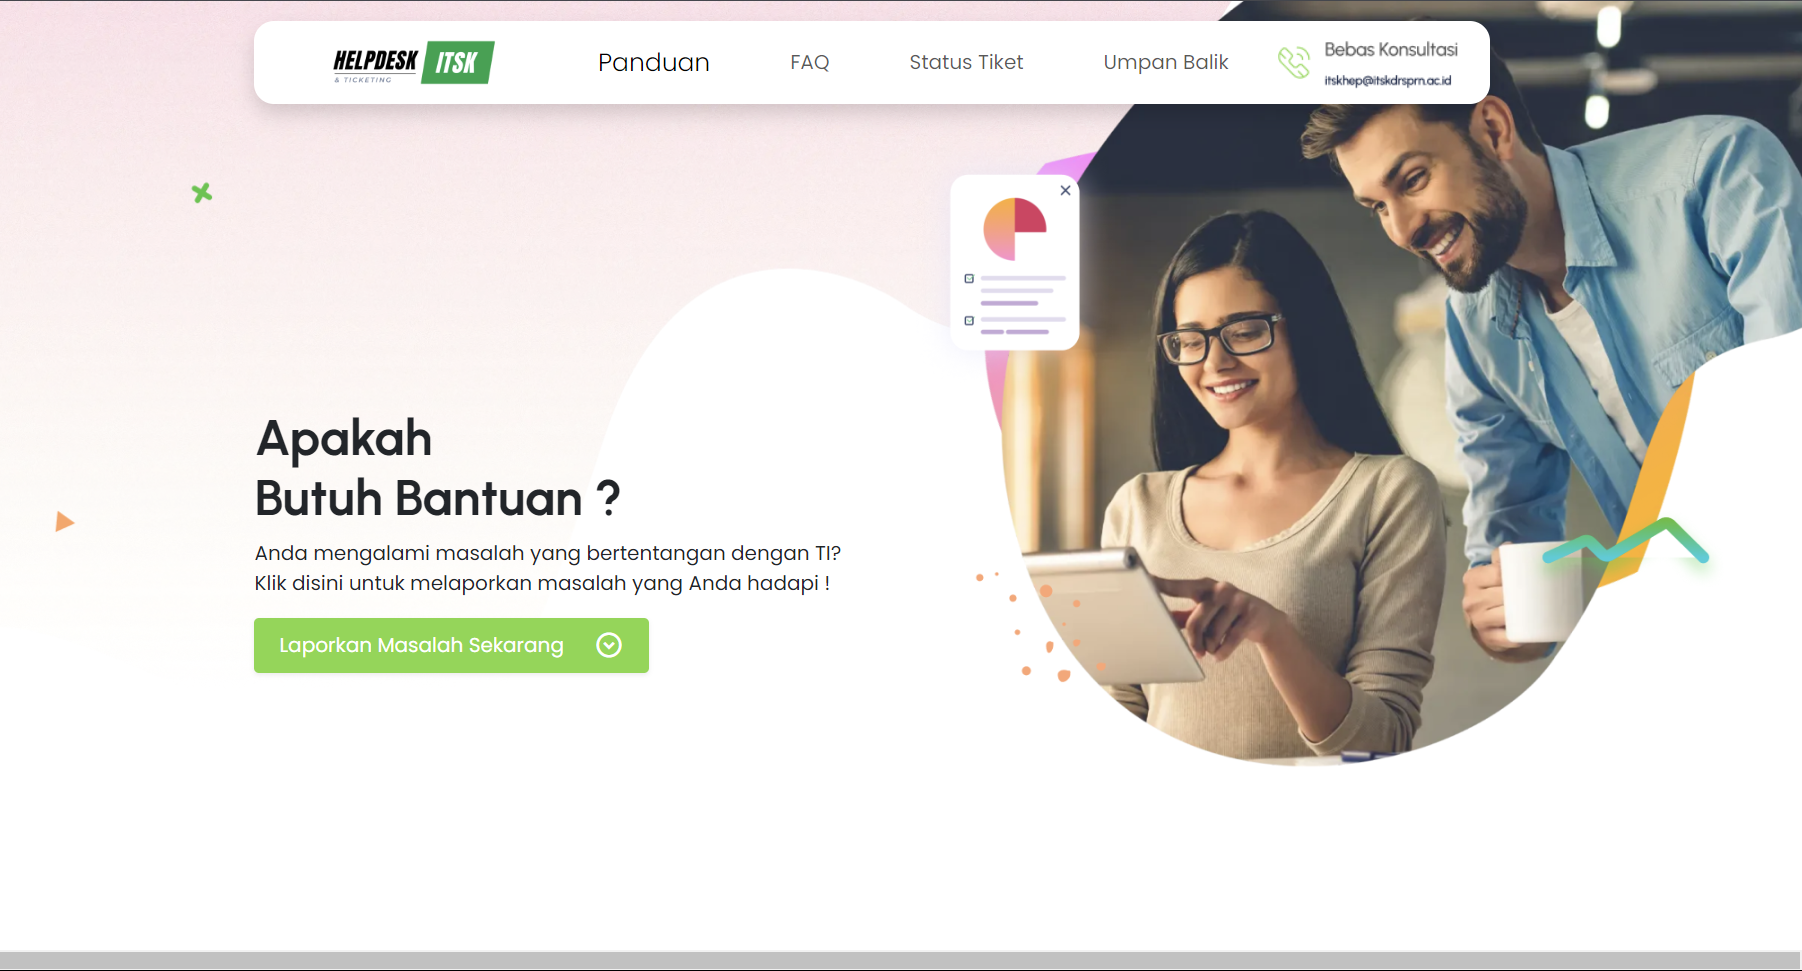 HELPDESK ITSK
& TICKETING
Panduan
FAQ
Status Tiket
Umpan Balik
Bebas Konsultasi
itskhep@itskdrsprn.ac.id
Apakah
Butuh Bantuan ?
Anda mengalami masalah yang bertentangan dengan TI?
Klik disini untuk melaporkan masalah yang Anda hadapi !
Laporkan Masalah Sekarang